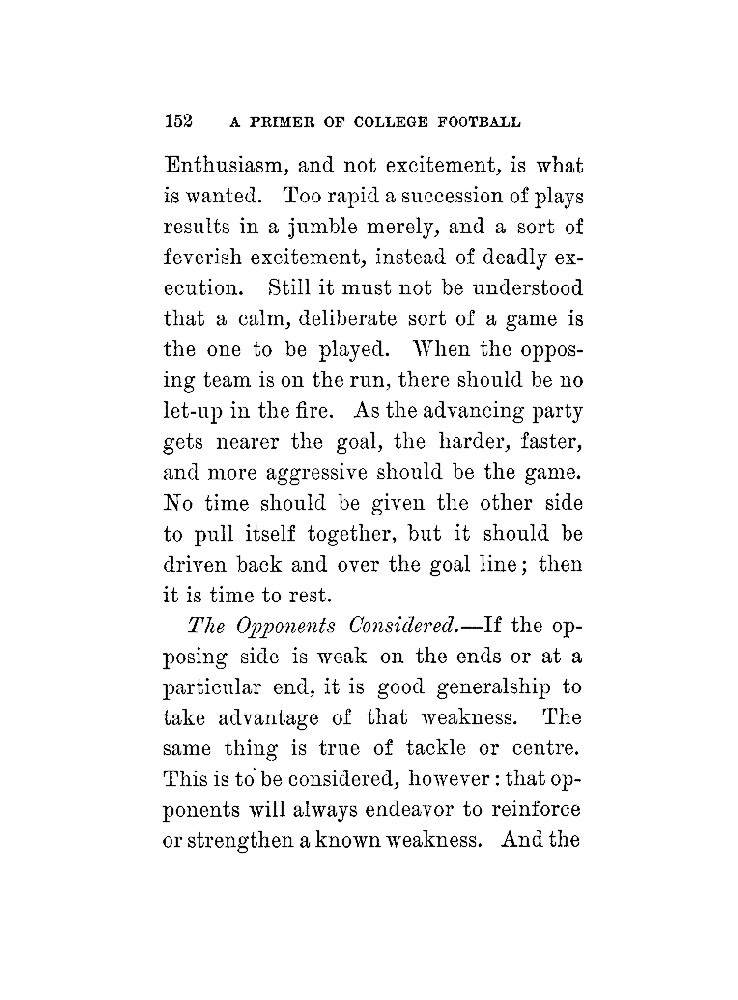 152 A PRIMER OF COLLEGE FOOTBALL
Enthusiasm, and not excitement, is what
is wanted. Too rapid a succession of plays
results in a jumble merely, and a sort of
feverish excitement, instead of deadly ex-
ecution. Still it must not be understood
that a calm, deliberate sort of a game is
the one to be played. When the oppos-
ing team is on the run, there should be no
let-up in the fire. As the advancing party
gets nearer the goal, the harder, faster,
and more aggressive should be the game.
No time should be given the other side
to pull itself together, but it should be
driven back and over the goal line; then
it is time to rest.
The Opponents Considered.—If the op-
posing side is weak on the ends or at a
particular end, it is good generalship to
take advantage of that weakness. The
same thing is true of tackle or centre.
This is to be considered, however: that op-
ponents will always endeavor to reinforce
or strengthen a known weakness. And the